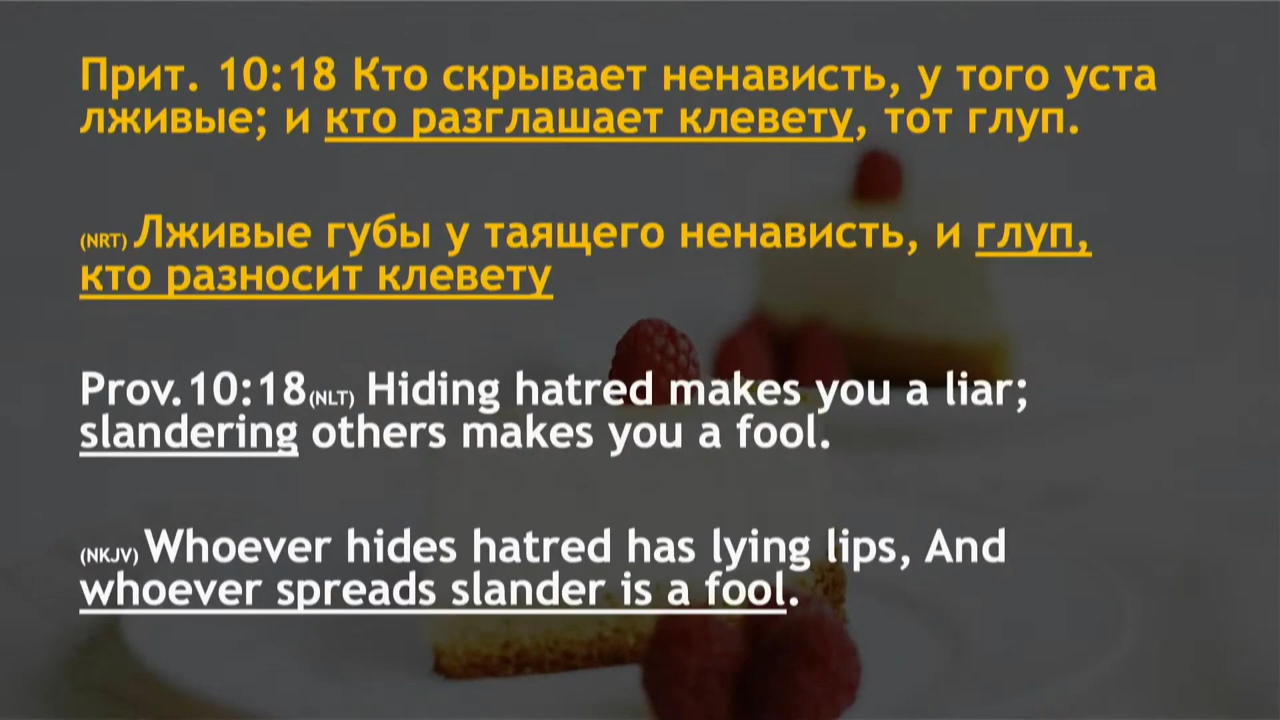 Прит. 10:18 Кто скрывает ненависть, у того уста
лживые; и кто разглашает клевету, тот глуп.
(NRT) Лживые губы у таящего ненависть, и глуп,
кто разносит клевету
Prov.10:18(NLT) Hiding hatred makes you a liar;
slandering others makes you a fool.
(NKJV) Whoever hides hatred has lying lips, And
whoever spreads slander is a fool.